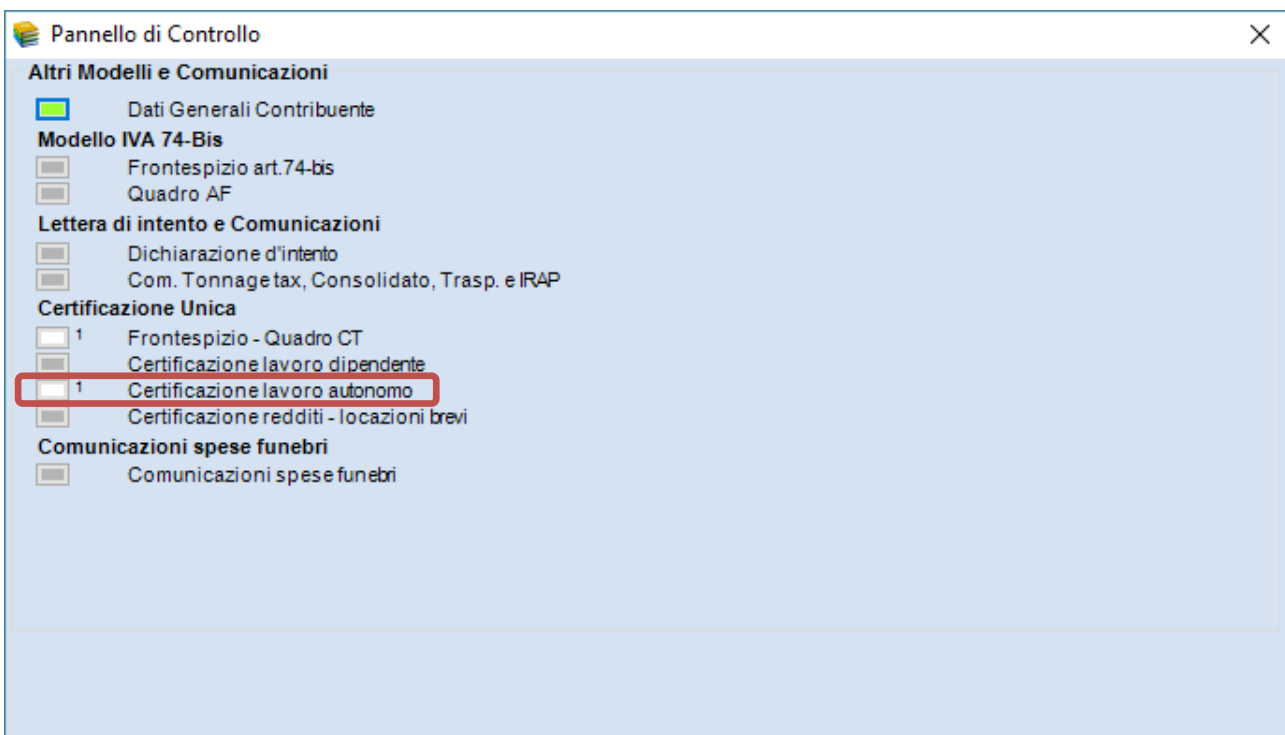 Pannello di Controllo
Altri Modelli e Comunicazioni
Dati Generali Contribuente
Modello IVA 74-Bis
Frontespizio art.74-bis
Quadro AF
Lettera di intento e Comunicazioni
Dichiarazione d'intento
Com. Tonnage tax, Consolidato, Trasp. e IRAP
Certificazione Unica
1 Frontespizio - Quadro CT
Certificazione lavoro dipendente
1 Certificazione lavoro autonomo
Certificazione redditi - locazioni brevi
Comunicazioni spese funebri
Comunicazioni spese funebri